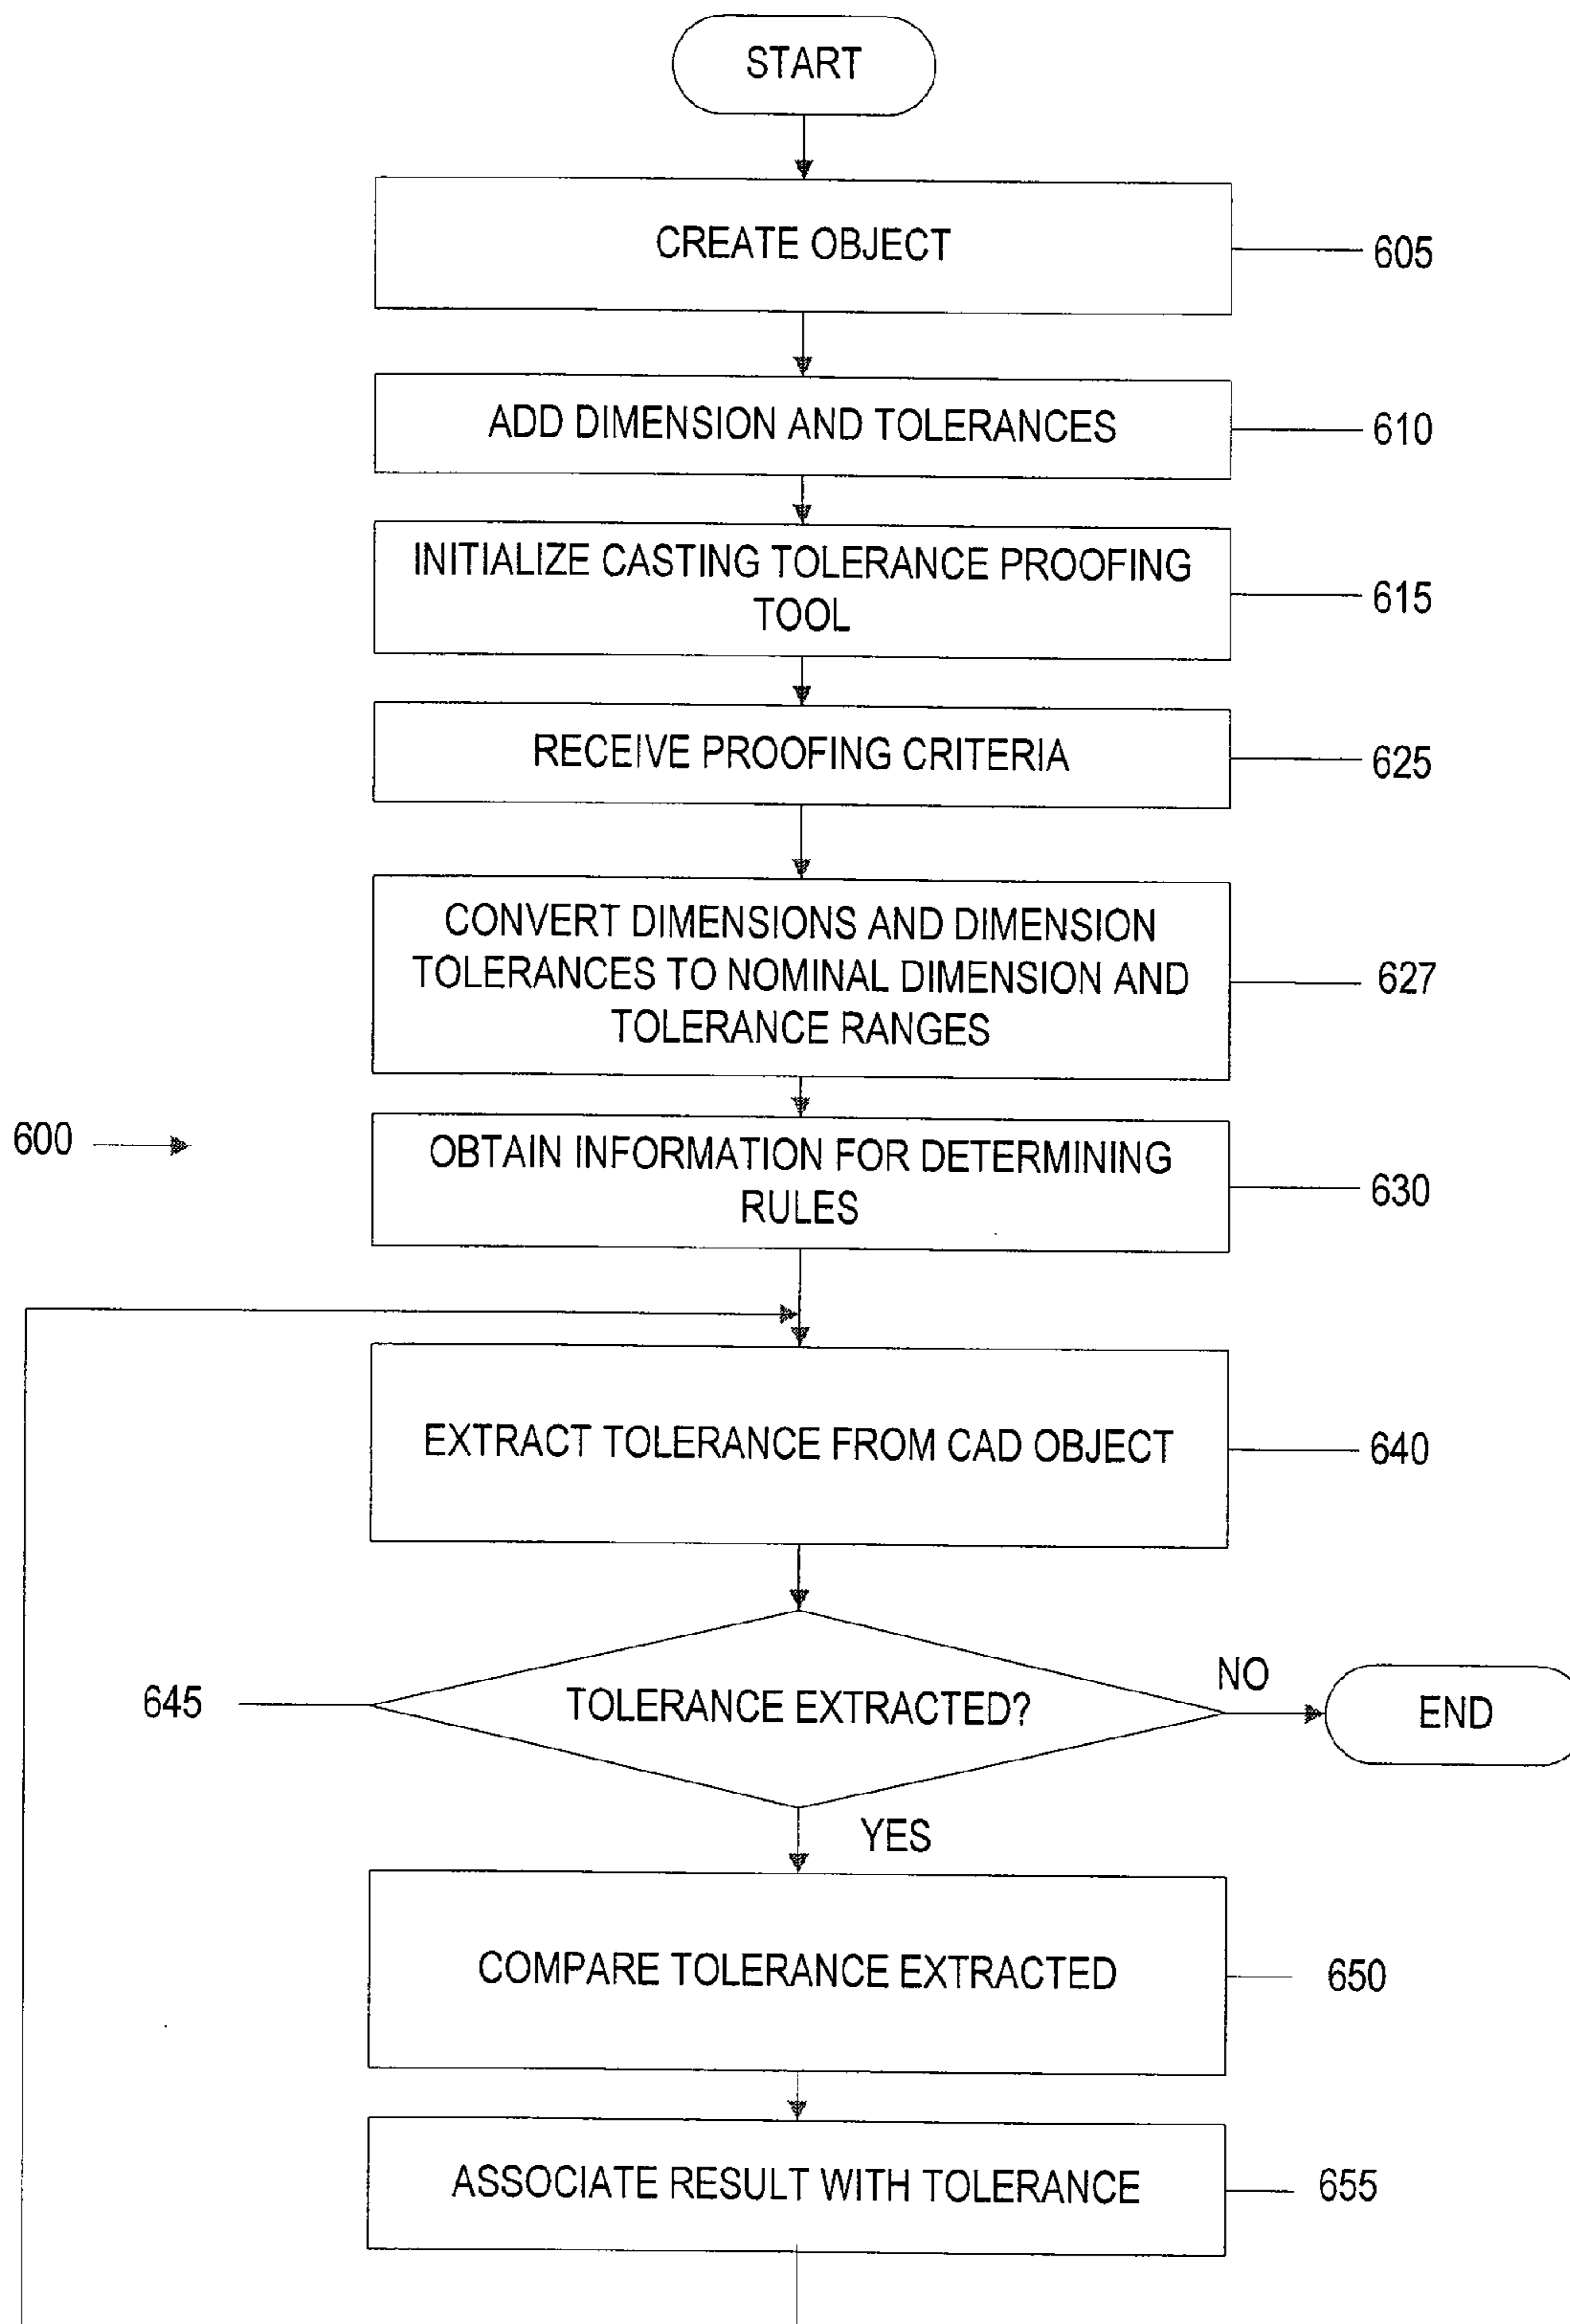 START
CREATE OBJECT
605
ADD DIMENSION AND TOLERANCES
610
INITIALIZE CASTING TOLERANCE PROOFING
TOOL
615
RECEIVE PROOFING CRITERIA
625
CONVERT DIMENSIONS AND DIMENSION
TOLERANCES TO NOMINAL DIMENSION AND
TOLERANCE RANGES
627
600
OBTAIN INFORMATION FOR DETERMINING
RULES
630
EXTRACT TOLERANCE FROM CAD OBJECT
640
645
TOLERANCE EXTRACTED?
NO
END
YES
COMPARE TOLERANCE EXTRACTED
650
ASSOCIATE RESULT WITH TOLERANCE
655